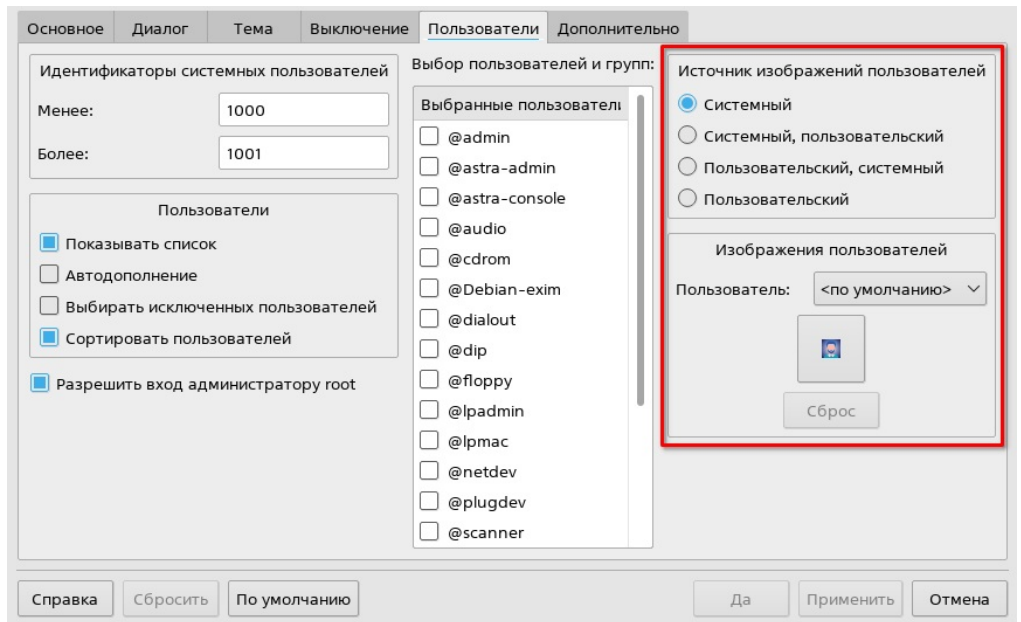 Основное Диалог Тема Выключение Пользователи Дополнительно
Идентификаторы системных пользователей
Менее: 1000
Более: 1001
Пользователи
Показывать список
Автодополнение
Выбирать исключенных пользователей
Сортировать пользователей
Разрешить вход администратору root
Выбор пользователей и групп:
Выбранные пользователи
@admin
@astra-admin
@astra-console
@audio
@cdrom
@Debian-exim
@dialout
@dip
@floppy
@lpadmin
@lpmac
@netdev
@plugdev
@scanner
Источник изображений пользователей
Системный
Системный, пользовательский
Пользовательский, системный
Пользовательский
Изображения пользователей
Пользователь: <по умолчанию>
Сброс
Справка Сбросить По умолчанию Да Применить Отмена